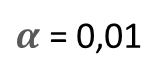 α = 0,01